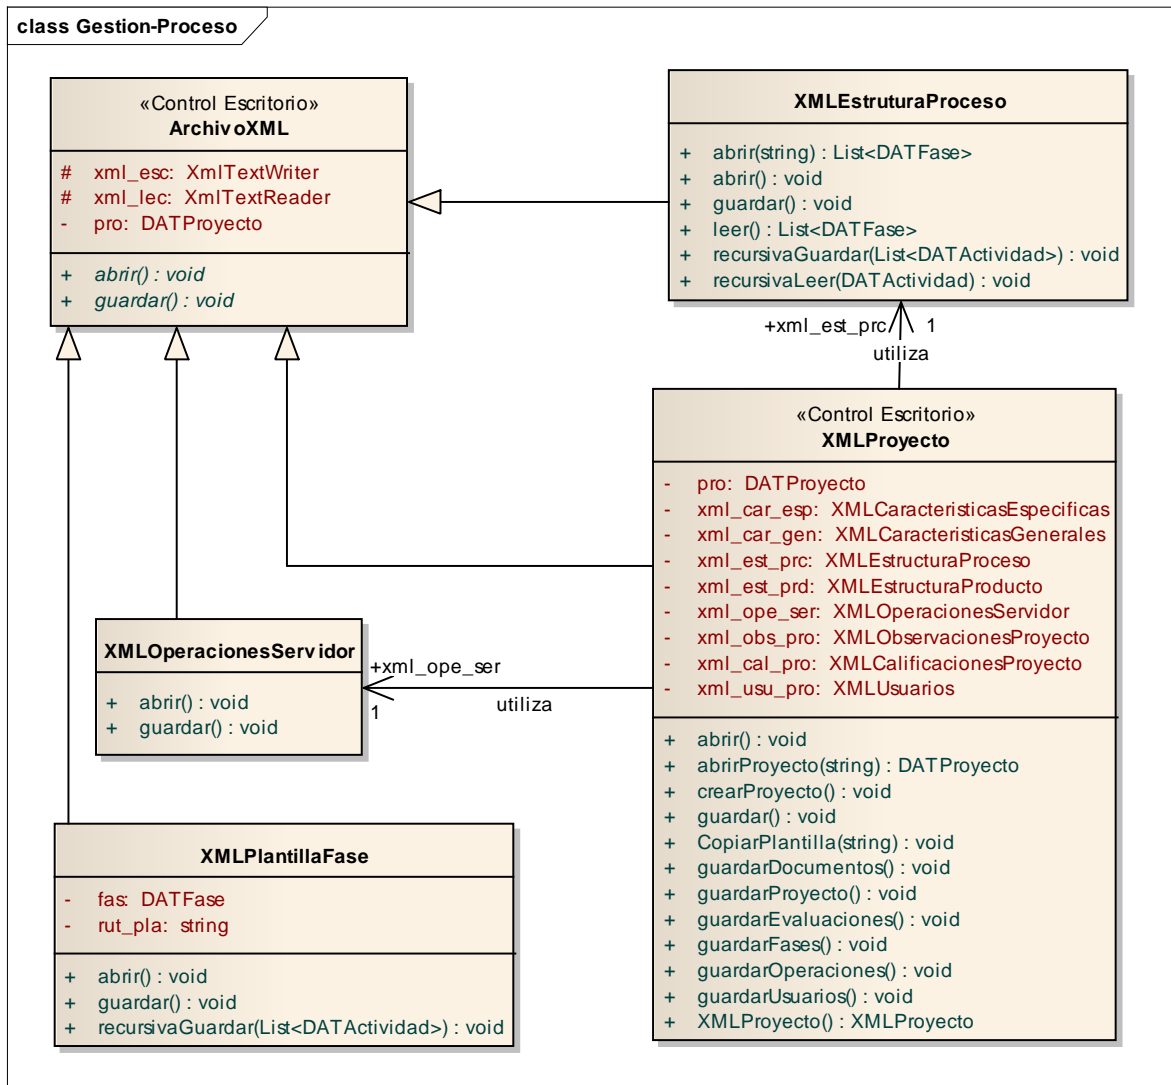 class Gestion-Proceso
«Control Escritorio»
ArchivoXML
# xml_esc: XmlTextWriter
# xml_lec: XmlTextReader
- pro: DATProyecto
+ abrir() : void
+ guardar() : void
XMLEstruturaProceso
+ abrir(string) : List<DATFase>
+ abrir() : void
+ guardar() : void
+ leer() : List<DATFase>
+ recursivaGuardar(List<DATActividad>) : void
+ recursivaLeer(DATActividad) : void
+xml_est_prc 1
utiliza
«Control Escritorio»
XMLProyecto
- pro: DATProyecto
- xml_car_esp: XMLCaracteristicasEspecificas
- xml_car_gen: XMLCaracteristicasGenerales
- xml_est_prc: XMLEstructuraProceso
- xml_est_prd: XMLEstructuraProducto
- xml_ope_ser: XMLOperacionesServidor
- xml_obs_pro: XMLObservacionesProyecto
- xml_cal_pro: XMLCalificacionesProyecto
- xml_usu_pro: XMLUsuarios
+ abrir() : void
+ abrirProyecto(string) : DATProyecto
+ crearProyecto() : void
+ guardar() : void
+ CopiarPlantilla(string) : void
+ guardarDocumentos() : void
+ guardarProyecto() : void
+ guardarEvaluaciones() : void
+ guardarFases() : void
+ guardarOperaciones() : void
+ guardarUsuarios() : void
+ XMLProyecto() : XMLProyecto
XMLOperacionesServidor
+ abrir() : void
+ guardar() : void
+xml_ope_ser
1
utiliza
XMLPlantillaFase
- fas: DATFase
- rut_pla: string
+ abrir() : void
+ guardar() : void
+ recursivaGuardar(List<DATActividad>) : void